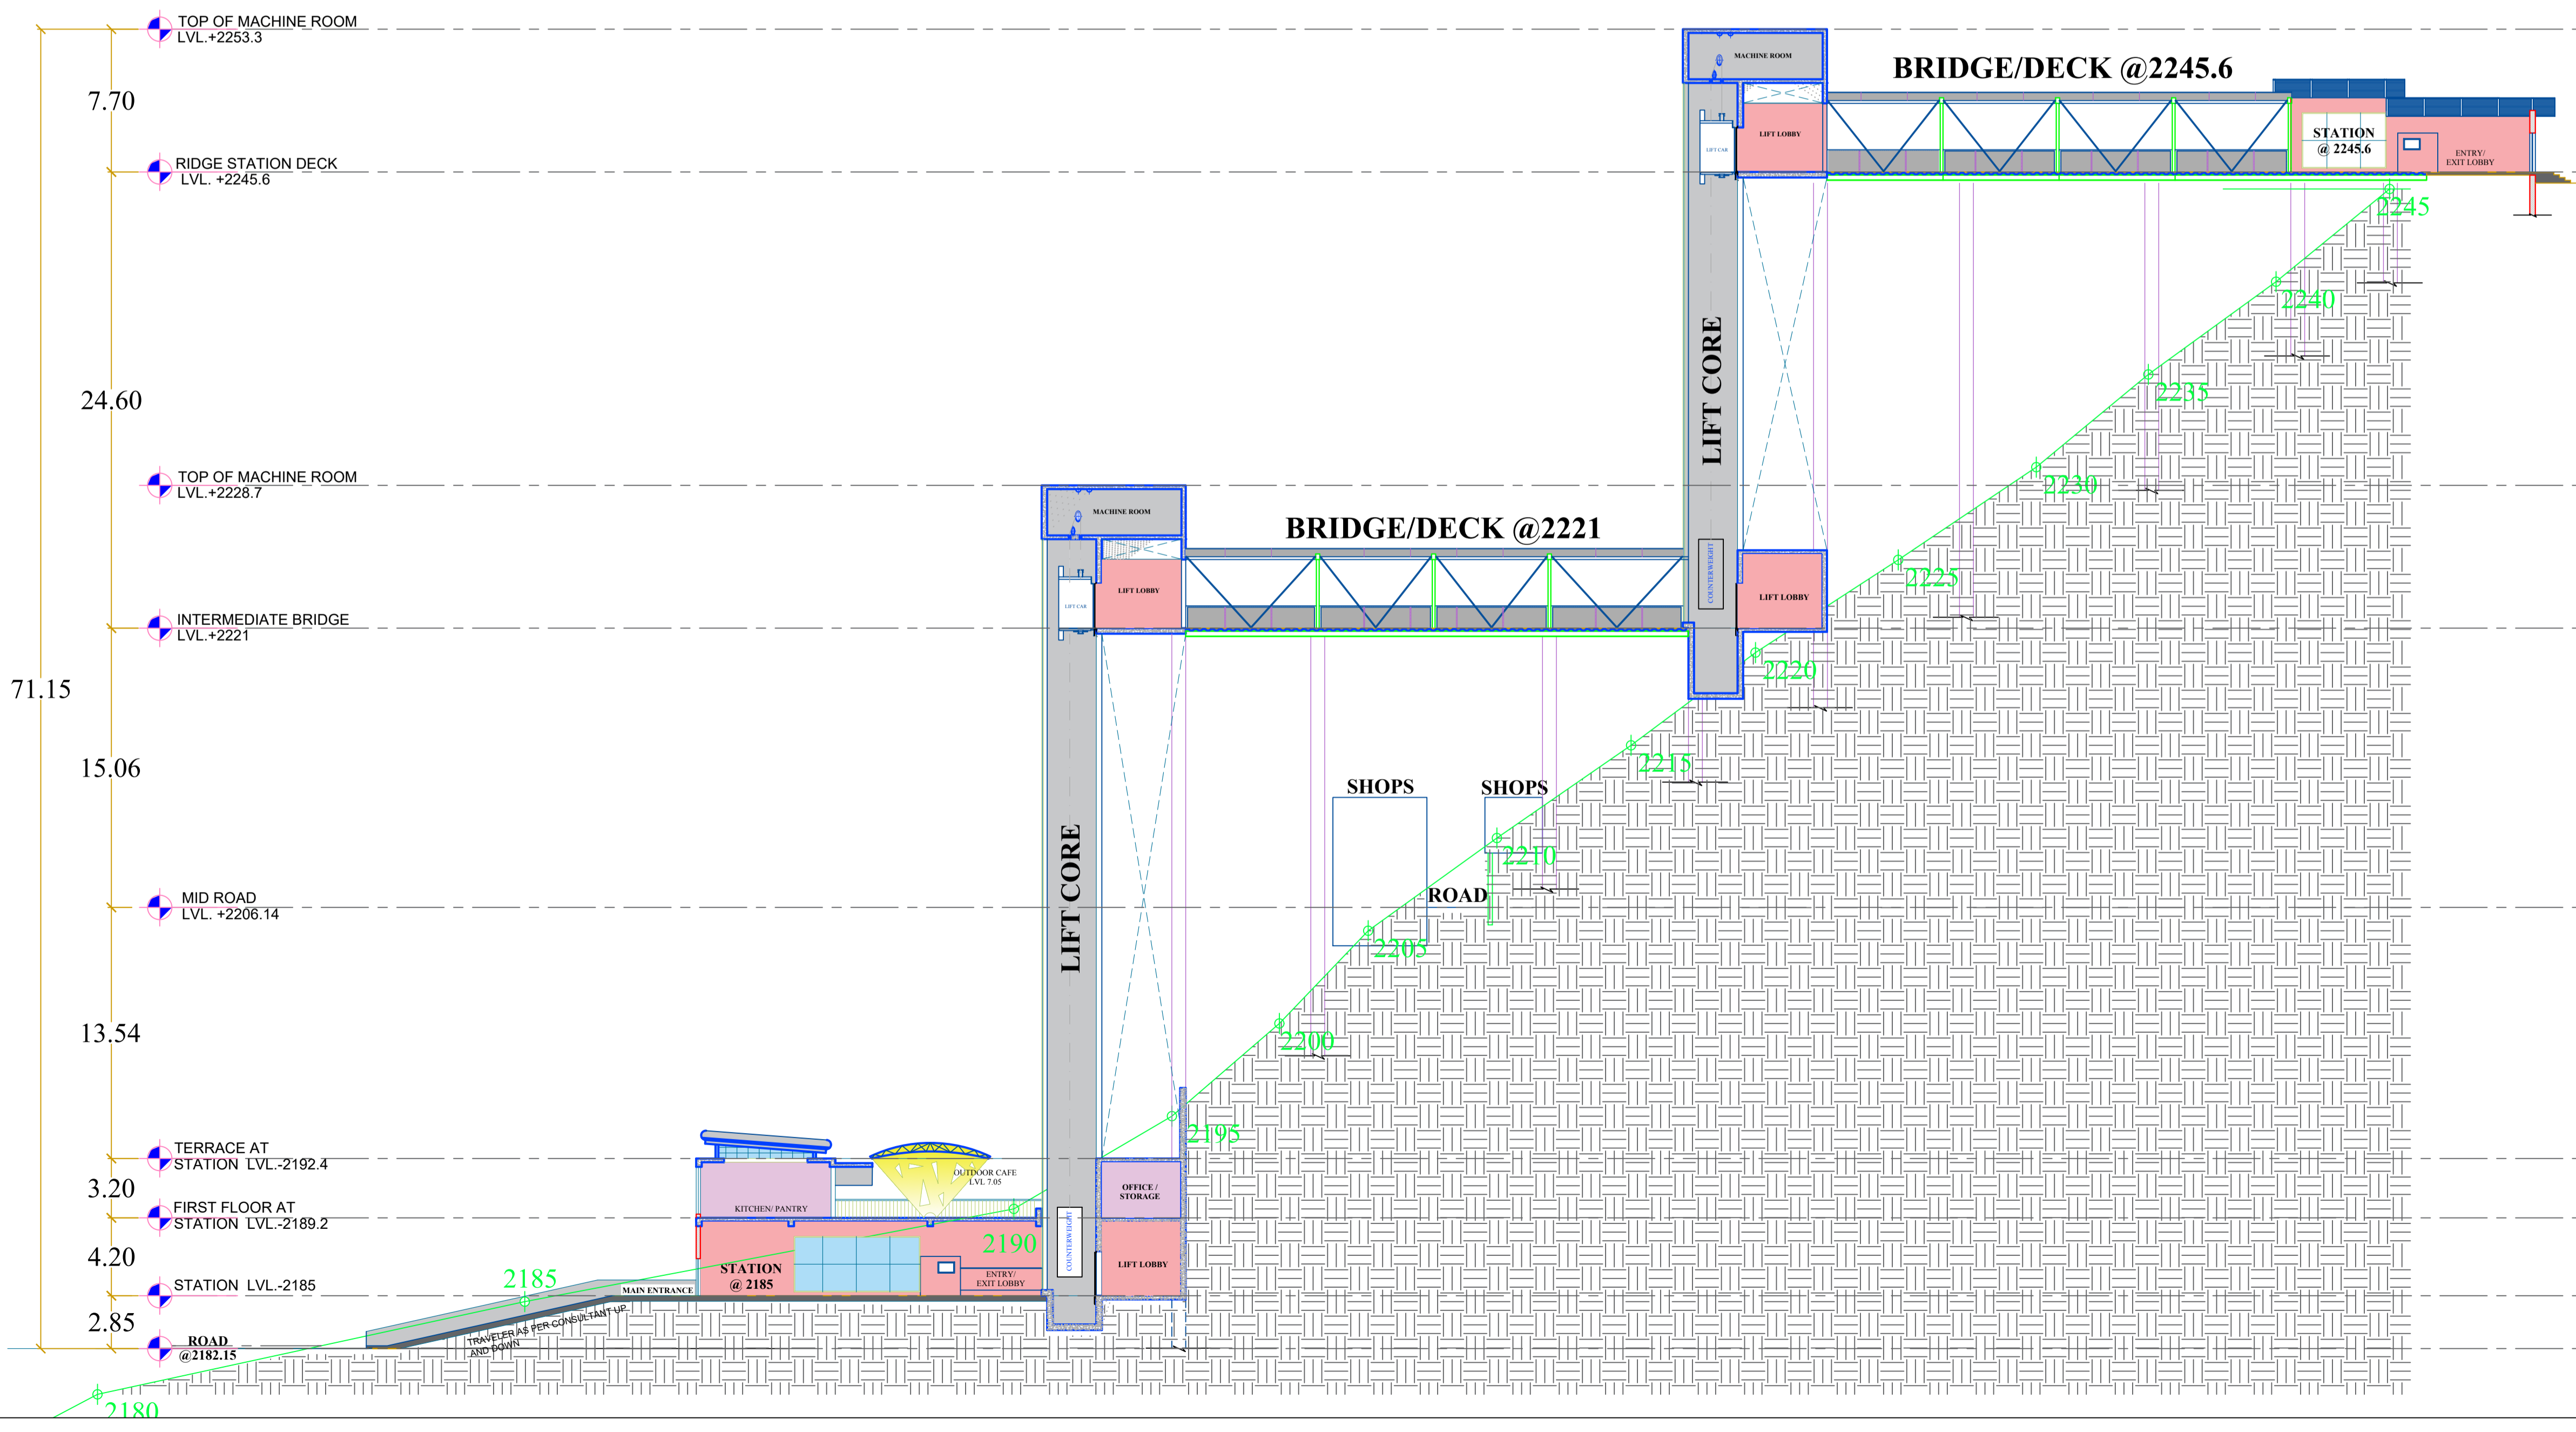 TOP OF MACHINE ROOM
LVL.+2253.3
7.70
RIDGE STATION DECK
LVL. +2245.6
24.60
TOP OF MACHINE ROOM
LVL.+2228.7
INTERMEDIATE BRIDGE
LVL.+2221
71.15
15.06
MID ROAD
LVL. +2206.14
13.54
TERRACE AT
STATION LVL.-2192.4
3.20
FIRST FLOOR AT
STATION LVL.-2189.2
4.20
STATION LVL.-2185
2.85
ROAD
@2182.15
MACHINE ROOM
BRIDGE/DECK @2245.6
LIFT LOBBY
LIFT CAR
STATION
@ 2245.6
ENTRY/
EXIT LOBBY
LIFT CORE
COUNTERWEIGHT
LIFT LOBBY
MACHINE ROOM
BRIDGE/DECK @2221
LIFT LOBBY
LIFT CAR
LIFT CORE
SHOPS
SHOPS
ROAD
OUTDOOR CAFE
LVL 7.05
KITCHEN/ PANTRY
OFFICE /
STORAGE
COUNTERWEIGHT
STATION
@ 2185
ENTRY/
EXIT LOBBY
LIFT LOBBY
MAIN ENTRANCE
TRAVELER AS PER CONSULTANT UP
AND DOWN
2245
2240
2235
2230
2225
2220
2215
2210
2205
2200
2195
2190
2185
2180